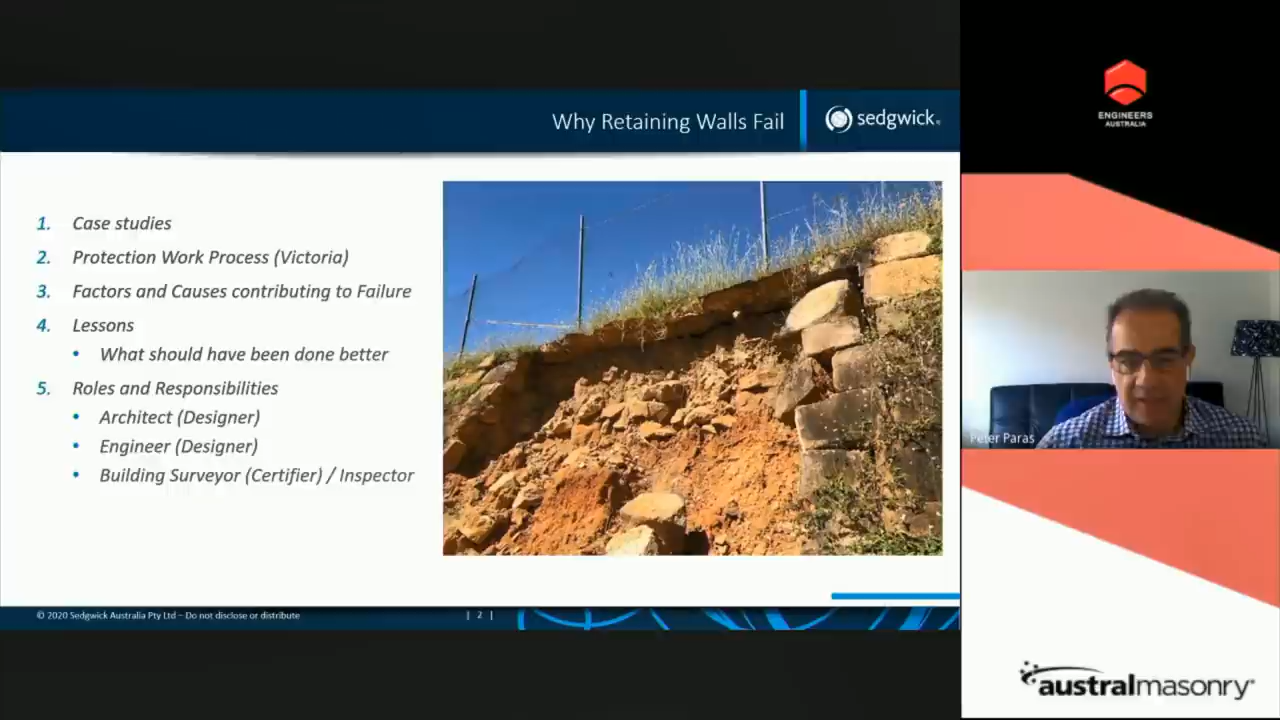 Why Retaining Walls Fail
sedgwick
1. Case studies
2. Protection Work Process (Victoria)
3. Factors and Causes contributing to Failure
4. Lessons
• What should have been done better
5. Roles and Responsibilities
• Architect (Designer)
• Engineer (Designer)
• Building Surveyor (Certifier) / Inspector
© 2020 Sedgwick Australia Pty Ltd – Do not disclose or distribute
| 2 |
ENGINEERS
AUSTRALIA
Peter Paras
australmasonry